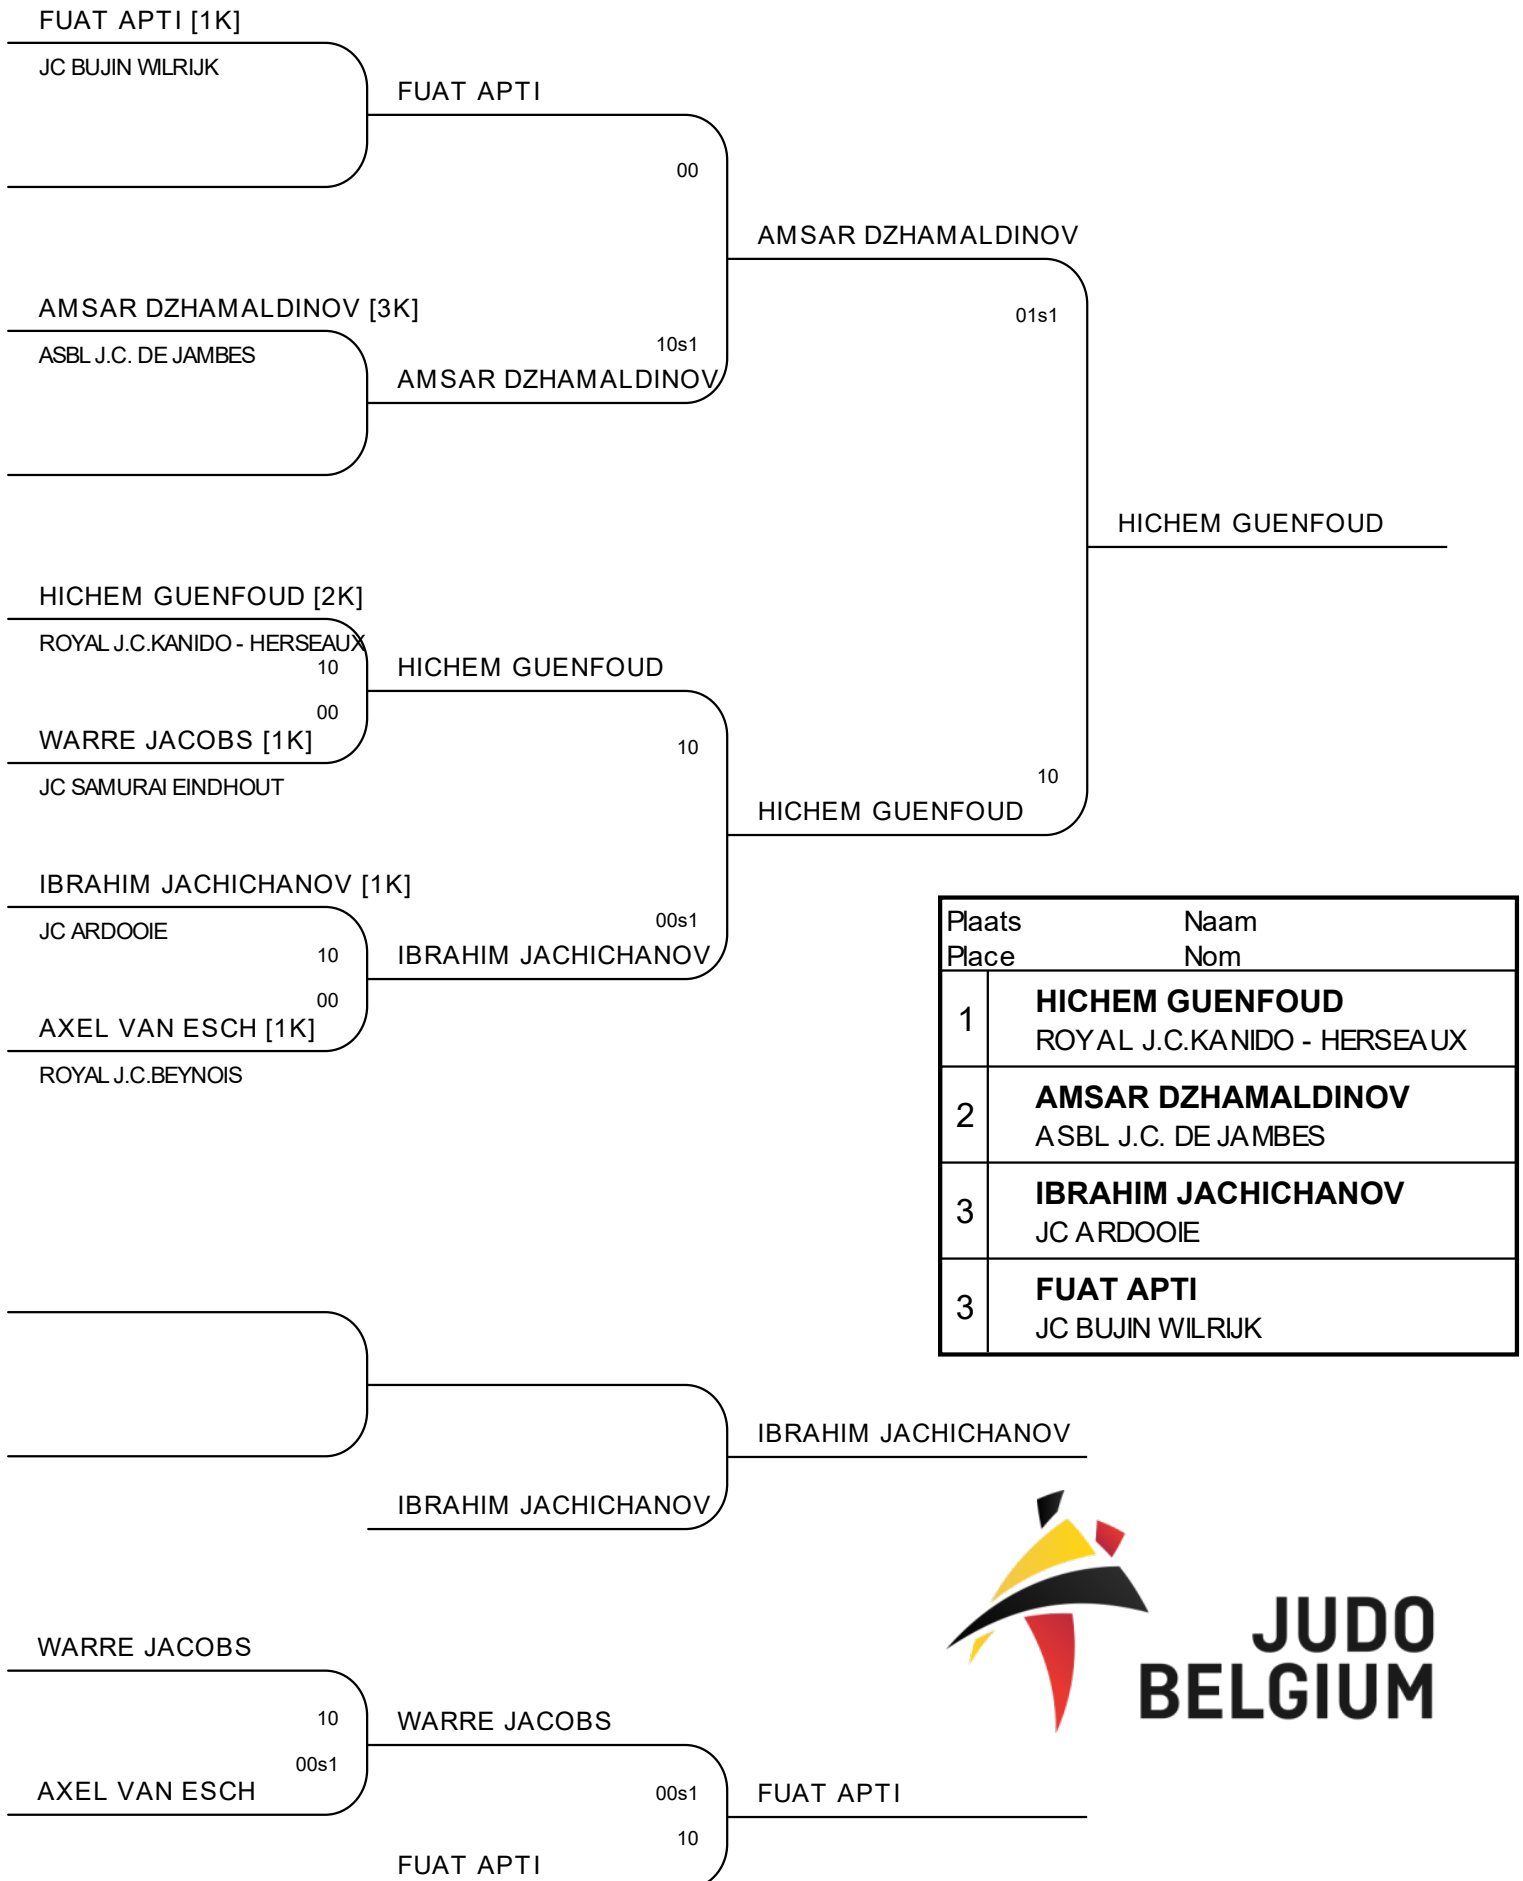 FUAT APTI [1K]
JC BUJIN WILRIJK
FUAT APTI
00
AMSAR DZHAMALDINOV
AMSAR DZHAMALDINOV [3K]
01s1
10s1
ASBL J.C. DE JAMBES
AMSAR DZHAMALDINOV
HICHEM GUENFOUD
HICHEM GUENFOUD [2K]
ROYAL J.C.KANIDO - HERSEAUX
10
HICHEM GUENFOUD
00
WARRE JACOBS [1K]
10
JC SAMURAI EINDHOUT
10
HICHEM GUENFOUD
IBRAHIM JACHICHANOV [1K]
00s1
JC ARDOOIE
10
IBRAHIM JACHICHANOV
00
AXEL VAN ESCH [1K]
ROYAL J.C.BEYNOIS
Plaats Naam
Place Nom
1 HICHEM GUENFOUD
ROYAL J.C.KANIDO - HERSEAUX
2 AMSAR DZHAMALDINOV
ASBL J.C. DE JAMBES
3 IBRAHIM JACHICHANOV
JC ARDOOIE
3 FUAT APTI
JC BUJIN WILRIJK
IBRAHIM JACHICHANOV
IBRAHIM JACHICHANOV
JUDO
BELGIUM
WARRE JACOBS
10
WARRE JACOBS
00s1
AXEL VAN ESCH
00s1
FUAT APTI
10
FUAT APTI